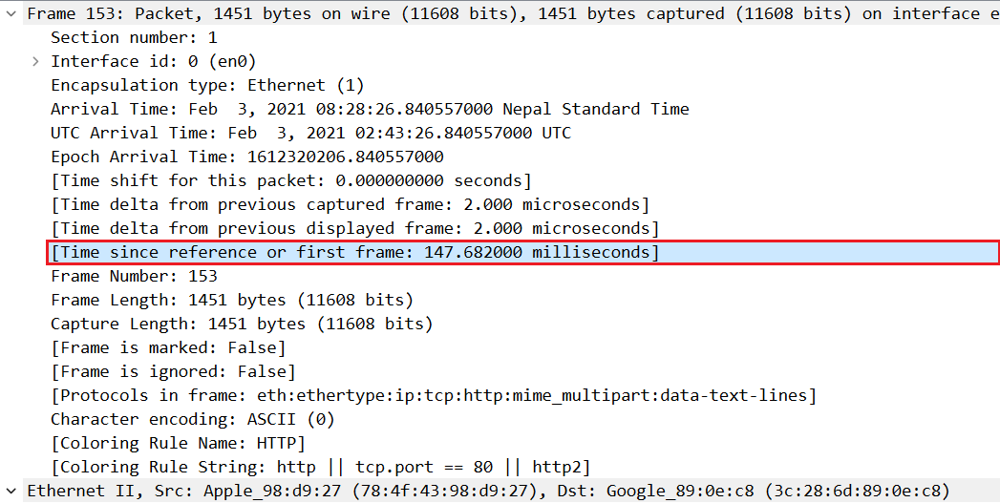 Frame 153: Packet, 1451 bytes on wire (11608 bits), 1451 bytes captured (11608 bits) on interface e
Section number: 1
Interface id: 0 (en0)
Encapsulation type: Ethernet (1)
Arrival Time: Feb  3, 2021 08:28:26.840557000 Nepal Standard Time
UTC Arrival Time: Feb  3, 2021 02:43:26.840557000 UTC
Epoch Arrival Time: 1612320206.840557000
[Time shift for this packet: 0.000000000 seconds]
[Time delta from previous captured frame: 2.000 microseconds]
[Time delta from previous displayed frame: 2.000 microseconds]
[Time since reference or first frame: 147.682000 milliseconds]
Frame Number: 153
Frame Length: 1451 bytes (11608 bits)
Capture Length: 1451 bytes (11608 bits)
[Frame is marked: False]
[Frame is ignored: False]
[Protocols in frame: eth:ethertype:ip:tcp:http:mime_multipart:data-text-lines]
Character encoding: ASCII (0)
[Coloring Rule Name: HTTP]
[Coloring Rule String: http || tcp.port == 80 || http2]
Ethernet II, Src: Apple_98:d9:27 (78:4f:43:98:d9:27), Dst: Google_89:0e:c8 (3c:28:6d:89:0e:c8)